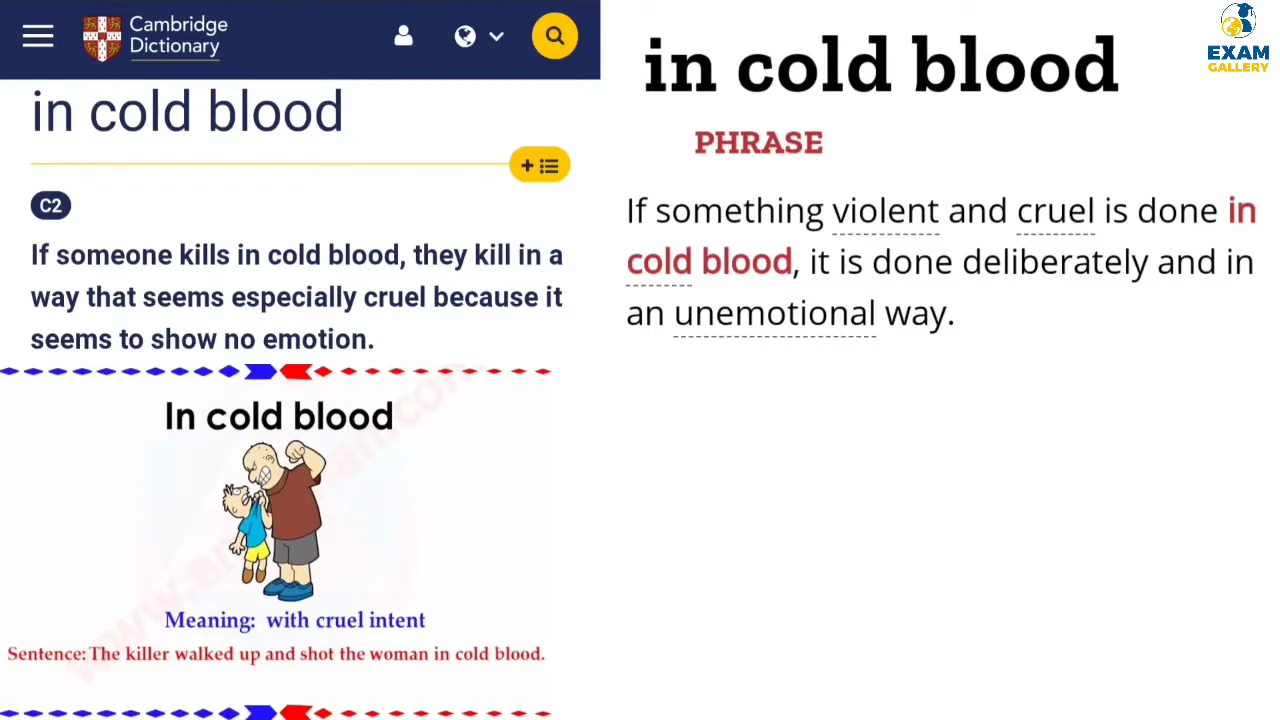 Cambridge
Dictionary
in cold blood
C2
If someone kills in cold blood, they kill in a
way that seems especially cruel because it
seems to show no emotion.
In cold blood
Meaning: with cruel intent
Sentence: The killer walked up and shot the woman in cold blood.
in cold blood
PHRASE
If something violent and cruel is done in
cold blood, it is done deliberately and in
an unemotional way.
EXAM
GALLERY